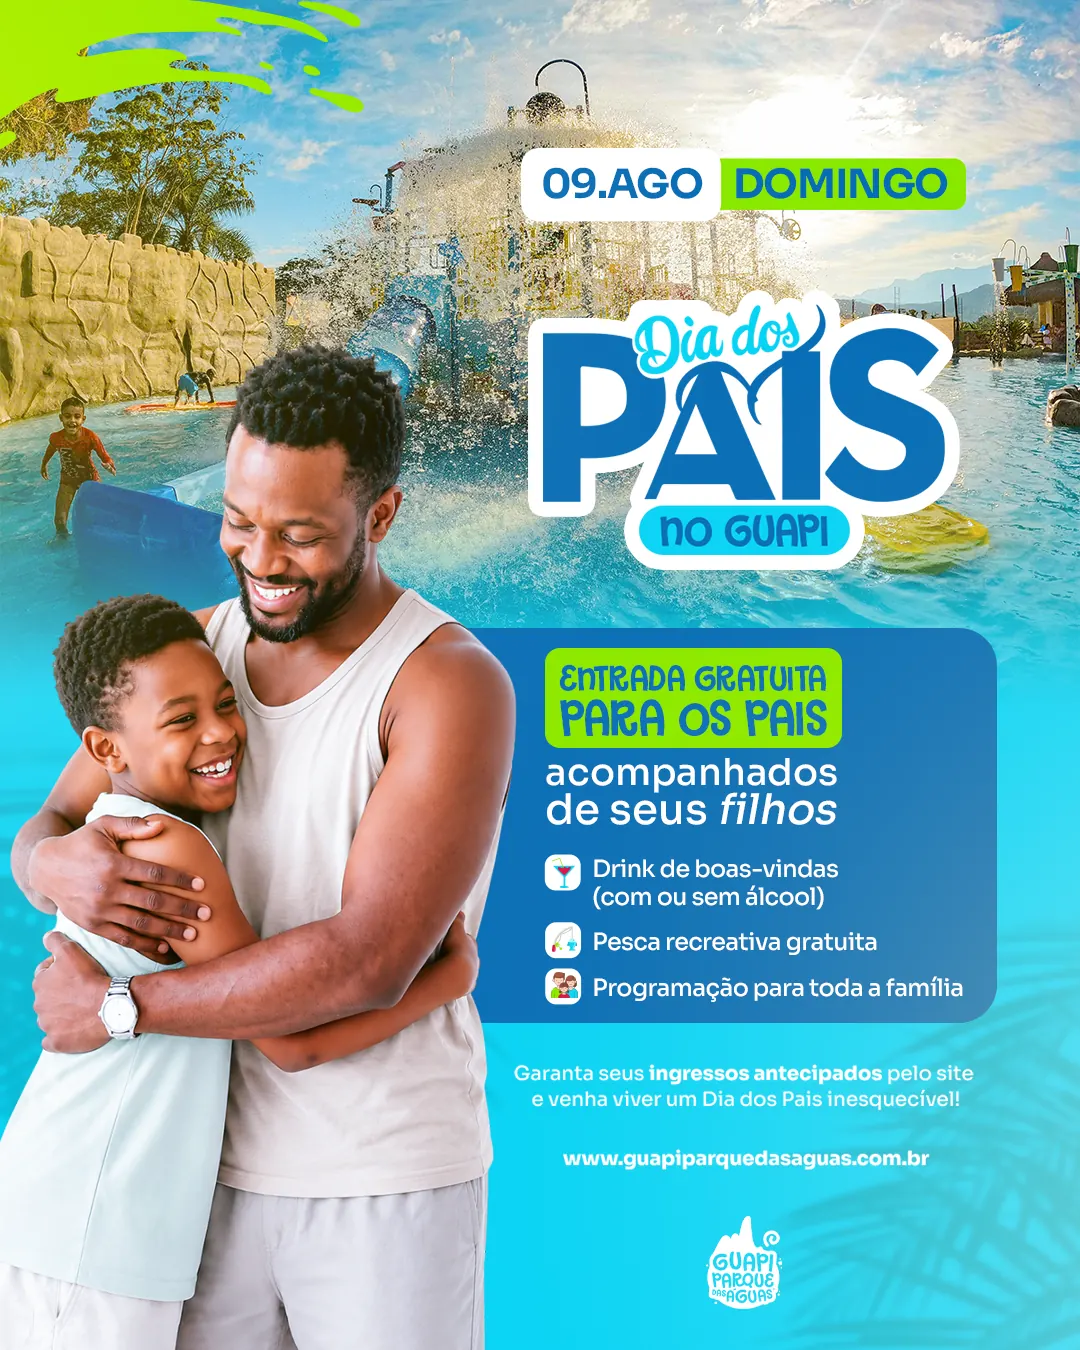 09.AGO DOMINGO
Dia dos
PAIS
NO GUAPI
ENTRADA GRATUITA
PARA OS PAIS
acompanhados
de seus filhos
Drink de boas-vindas
(com ou sem álcool)
Pesca recreativa gratuita
Programação para toda a família
Garanta seus ingressos antecipados pelo site
e venha viver um Dia dos Pais inesquecível!
www.guapiparquedasaguas.com.br
GUAPI
PARQUE
DAS AGUAS